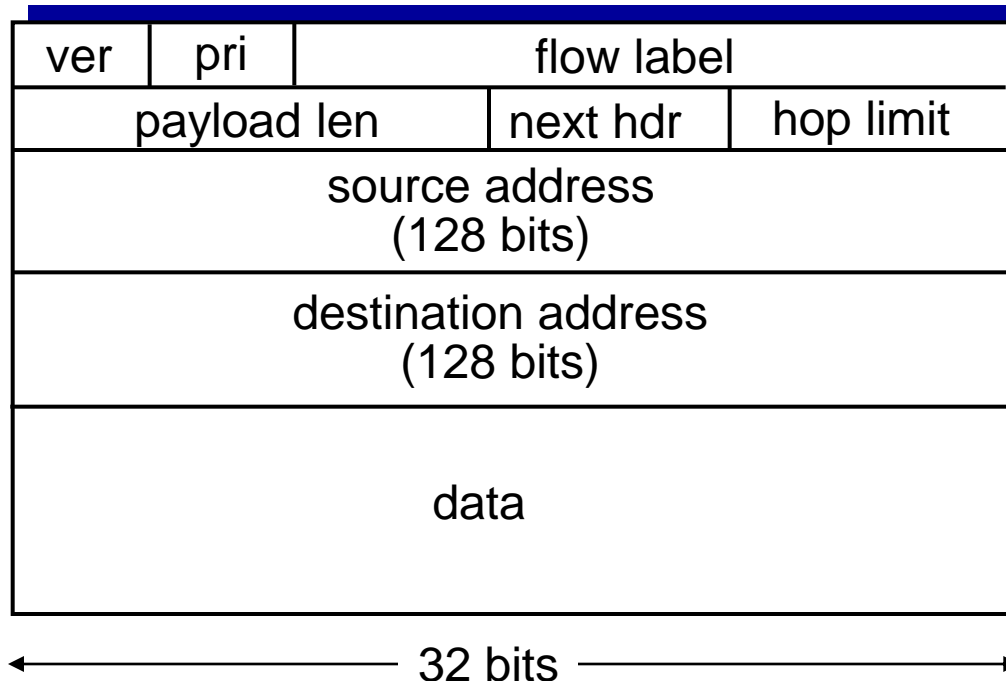 ver pri flow label
payload len next hdr hop limit
source address
(128 bits)
destination address
(128 bits)
data
32 bits